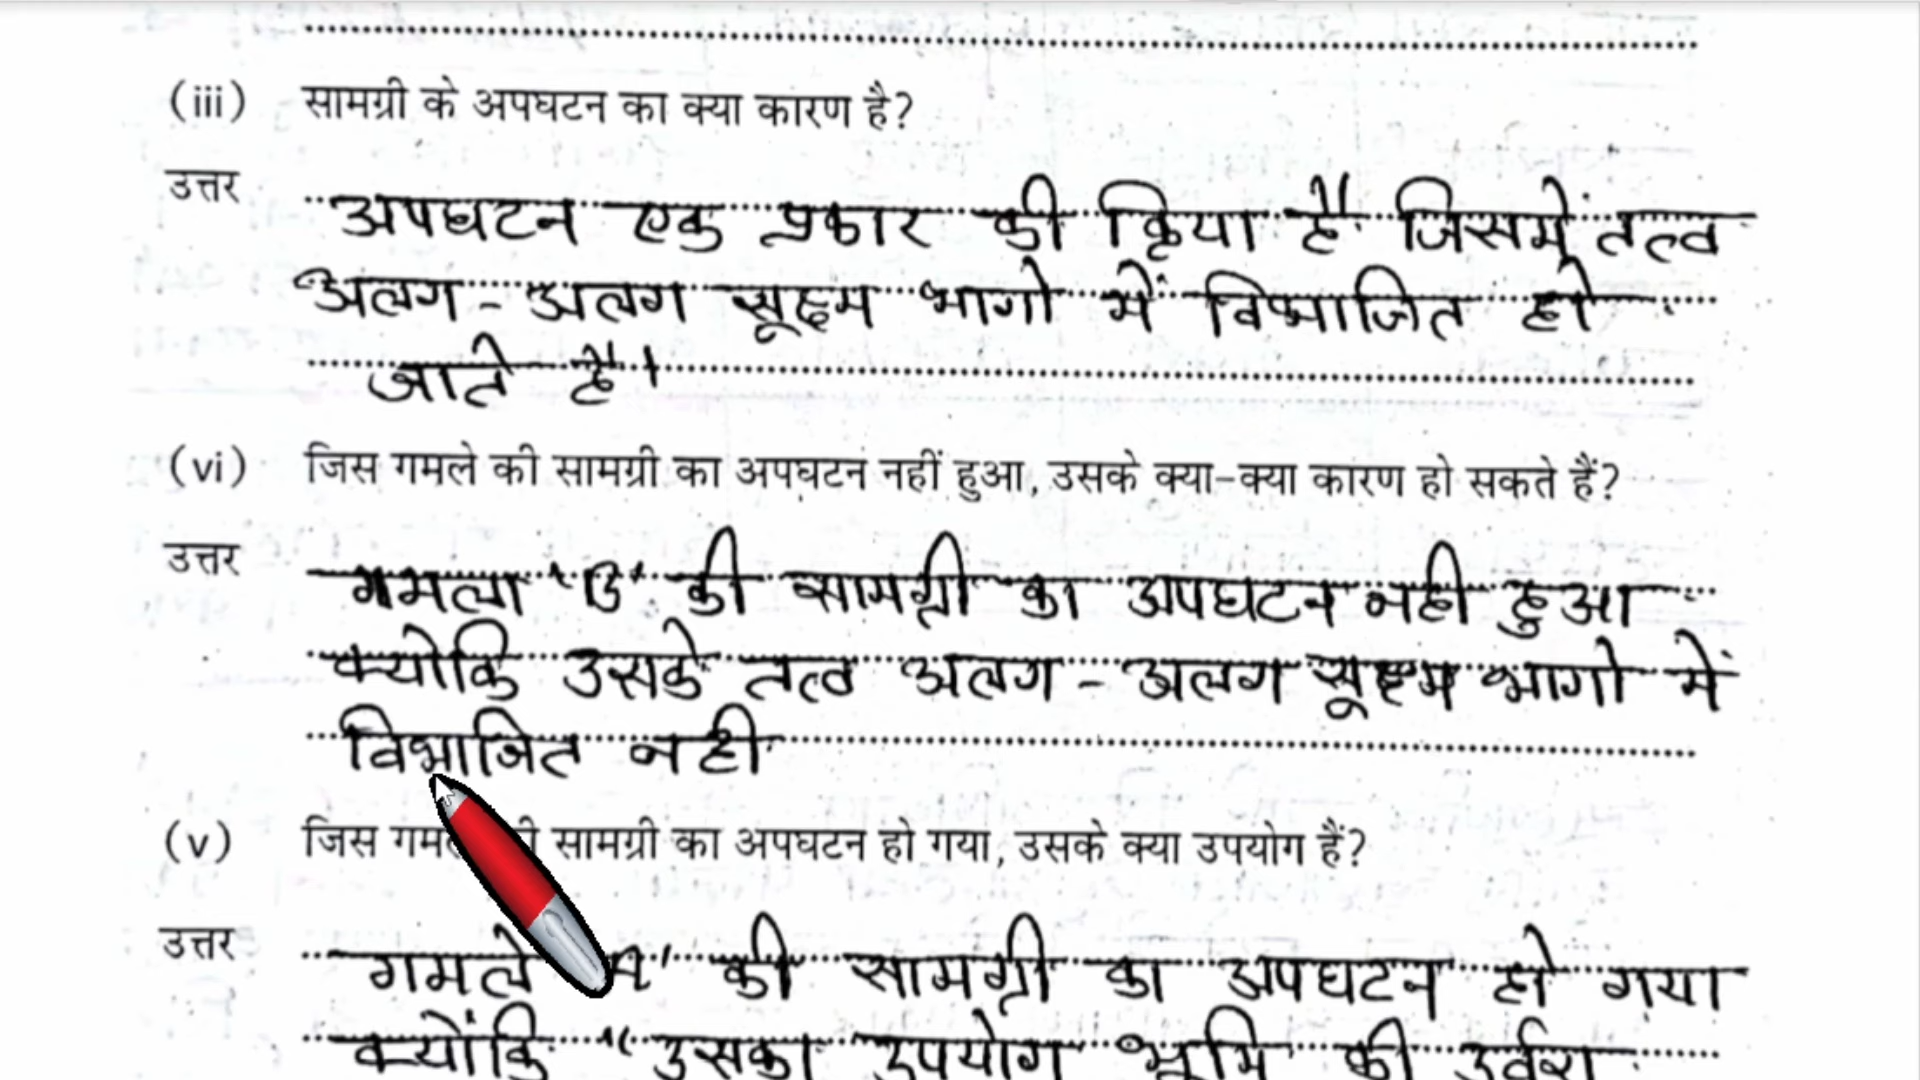 (iii) सामग्री के अपघटन का क्या कारण है?
उत्तर अपघटन एक प्रकार की क्रिया है जिसमें तत्व
अलग - अलग सूक्ष्म भागो में विभाजित हो
जाते है।
(vi) जिस गमले की सामग्री का अपघटन नहीं हुआ, उसके क्या-क्या कारण हो सकते हैं?
उत्तर गमला 'B' की सामग्री का अपघटन नही हुआ
क्योकि उसके तत्व अलग - अलग सूक्ष्म भागो में
विभाजित नही
(v) जिस सामग्री का अपघटन हो गया, उसके क्या उपयोग हैं?
उत्तर गमले A' की सामग्री का अपघटन हो गया
क्योंकि "उसका उपयोग भूमि की उर्वरा